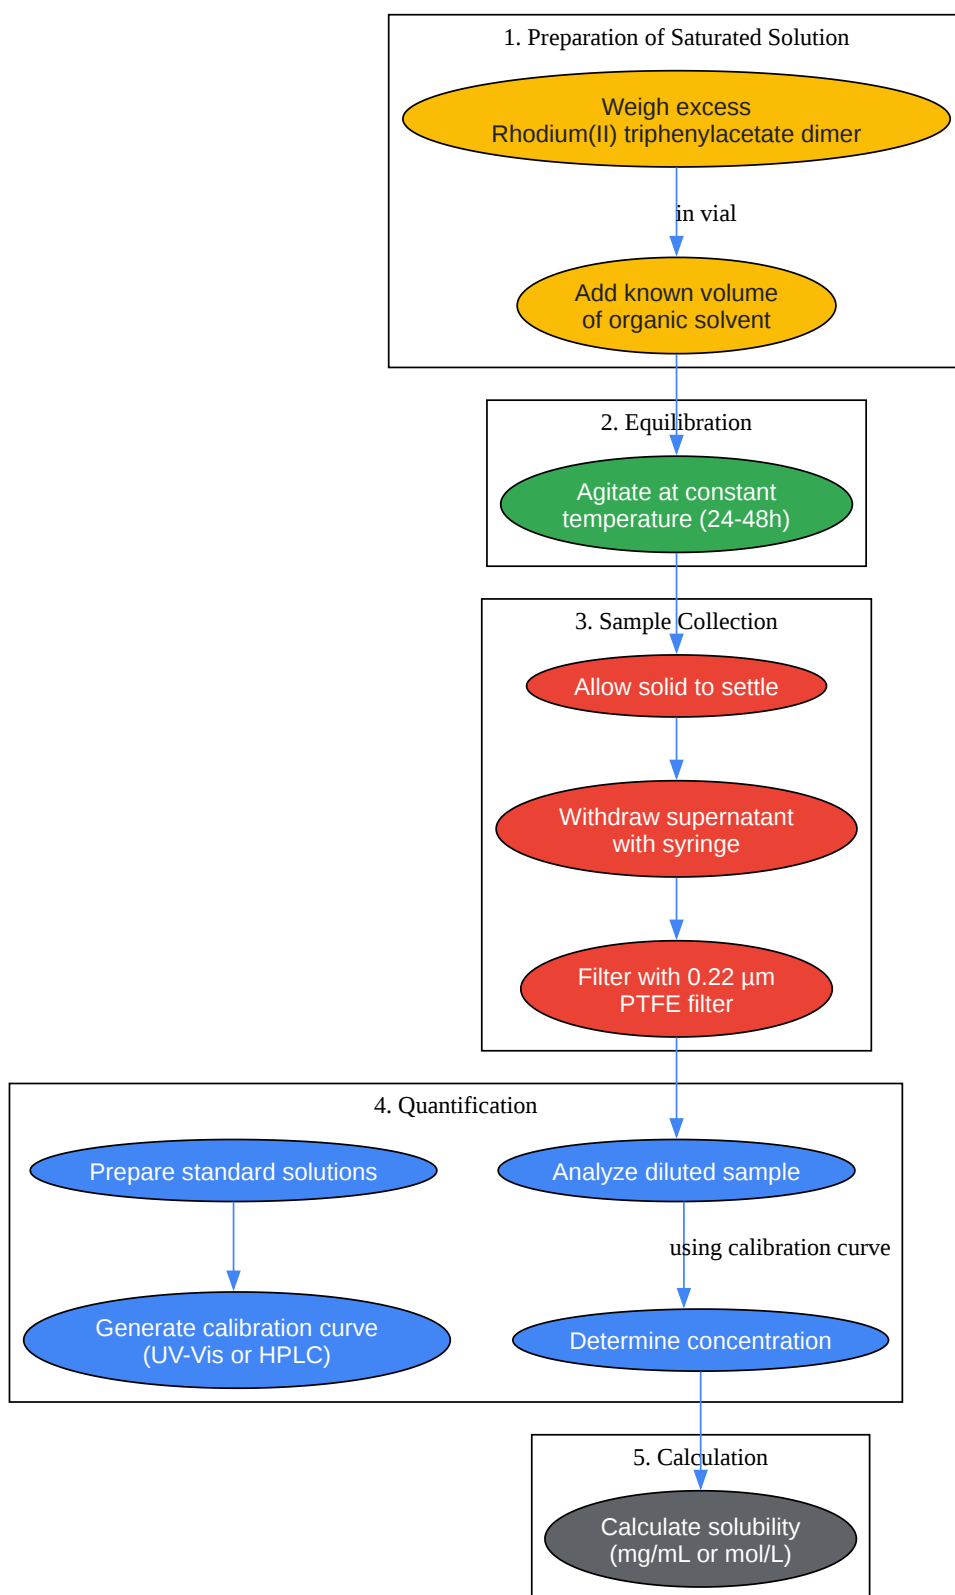 1. Preparation of Saturated Solution
Weigh excess
Rhodium(II) triphenylacetate dimer
in vial
Add known volume
of organic solvent
2. Equilibration
Agitate at constant
temperature (24-48h)
3. Sample Collection
Allow solid to settle
Withdraw supernatant
with syringe
Filter with 0.22 µm
PTFE filter
4. Quantification
Prepare standard solutions
Analyze diluted sample
using calibration curve
Generate calibration curve
(UV-Vis or HPLC)
Determine concentration
5. Calculation
Calculate solubility
(mg/mL or mol/L)